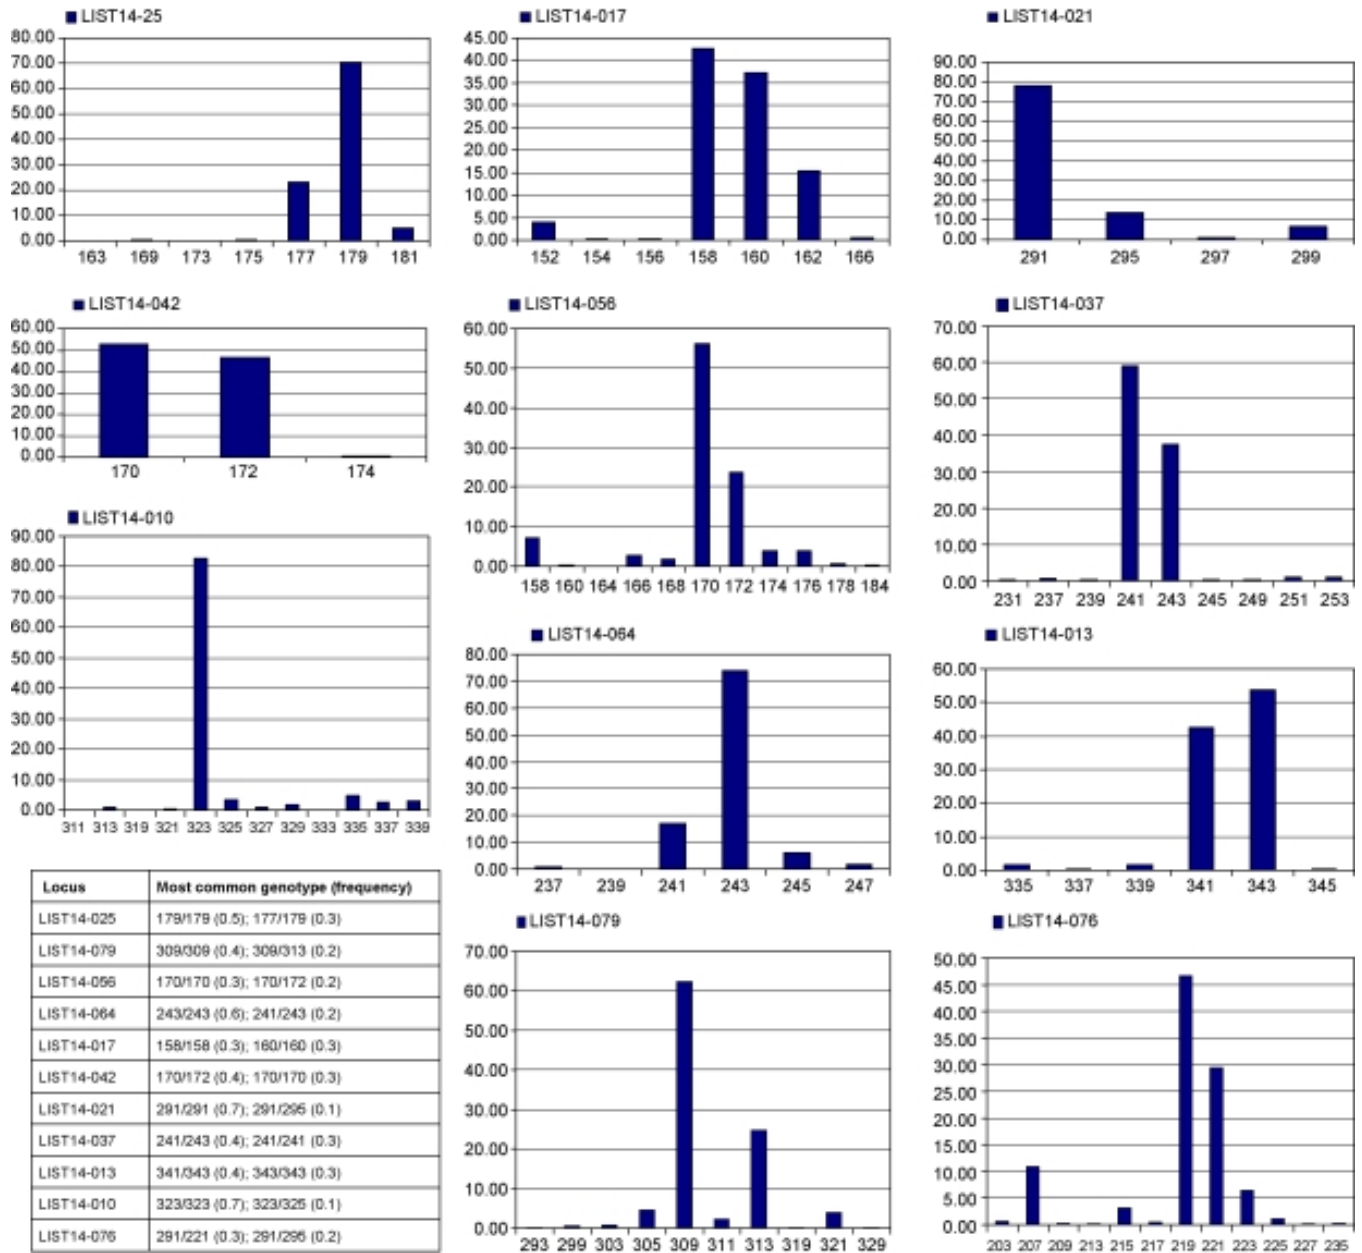 LIST14-25
80.00
70.00
60.00
50.00
40.00
30.00
20.00
10.00
0.00
163 169 173 175 177 179 181
LIST14-017
45.00
40.00
35.00
30.00
25.00
20.00
15.00
10.00
5.00
0.00
152 154 156 158 160 162 166
LIST14-021
90.00
80.00
70.00
60.00
50.00
40.00
30.00
20.00
10.00
0.00
291 295 297 299
LIST14-042
60.00
50.00
40.00
30.00
20.00
10.00
0.00
170 172 174
LIST14-056
60.00
50.00
40.00
30.00
20.00
10.00
0.00
158 160 164 166 168 170 172 174 176 178 184
LIST14-037
70.00
60.00
50.00
40.00
30.00
20.00
10.00
0.00
231 237 239 241 243 245 249 251 253
LIST14-010
90.00
80.00
70.00
60.00
50.00
40.00
30.00
20.00
10.00
0.00
311 313 319 321 323 325 327 329 333 335 337 339
LIST14-064
80.00
70.00
60.00
50.00
40.00
30.00
20.00
10.00
0.00
237 239 241 243 245 247
LIST14-013
60.00
50.00
40.00
30.00
20.00
10.00
0.00
335 337 339 341 343 345
Locus Most common genotype (frequency)
LIST14-025 179/179 (0.5); 177/179 (0.3)
LIST14-079 309/309 (0.4); 309/313 (0.2)
LIST14-056 170/170 (0.3); 170/172 (0.2)
LIST14-064 243/243 (0.6); 241/243 (0.2)
LIST14-017 158/158 (0.3); 160/160 (0.3)
LIST14-042 170/172 (0.4); 170/170 (0.3)
LIST14-021 291/291 (0.7); 291/295 (0.1)
LIST14-037 241/243 (0.4); 241/241 (0.3)
LIST14-013 341/343 (0.4); 343/343 (0.3)
LIST14-010 323/323 (0.7); 323/325 (0.1)
LIST14-076 291/221 (0.3); 291/295 (0.2)
LIST14-079
70.00
60.00
50.00
40.00
30.00
20.00
10.00
0.00
293 299 303 305 309 311 313 319 321 329
LIST14-076
50.00
45.00
40.00
35.00
30.00
25.00
20.00
15.00
10.00
5.00
0.00
203 207 209 213 215 217 219 221 223 225 227 235